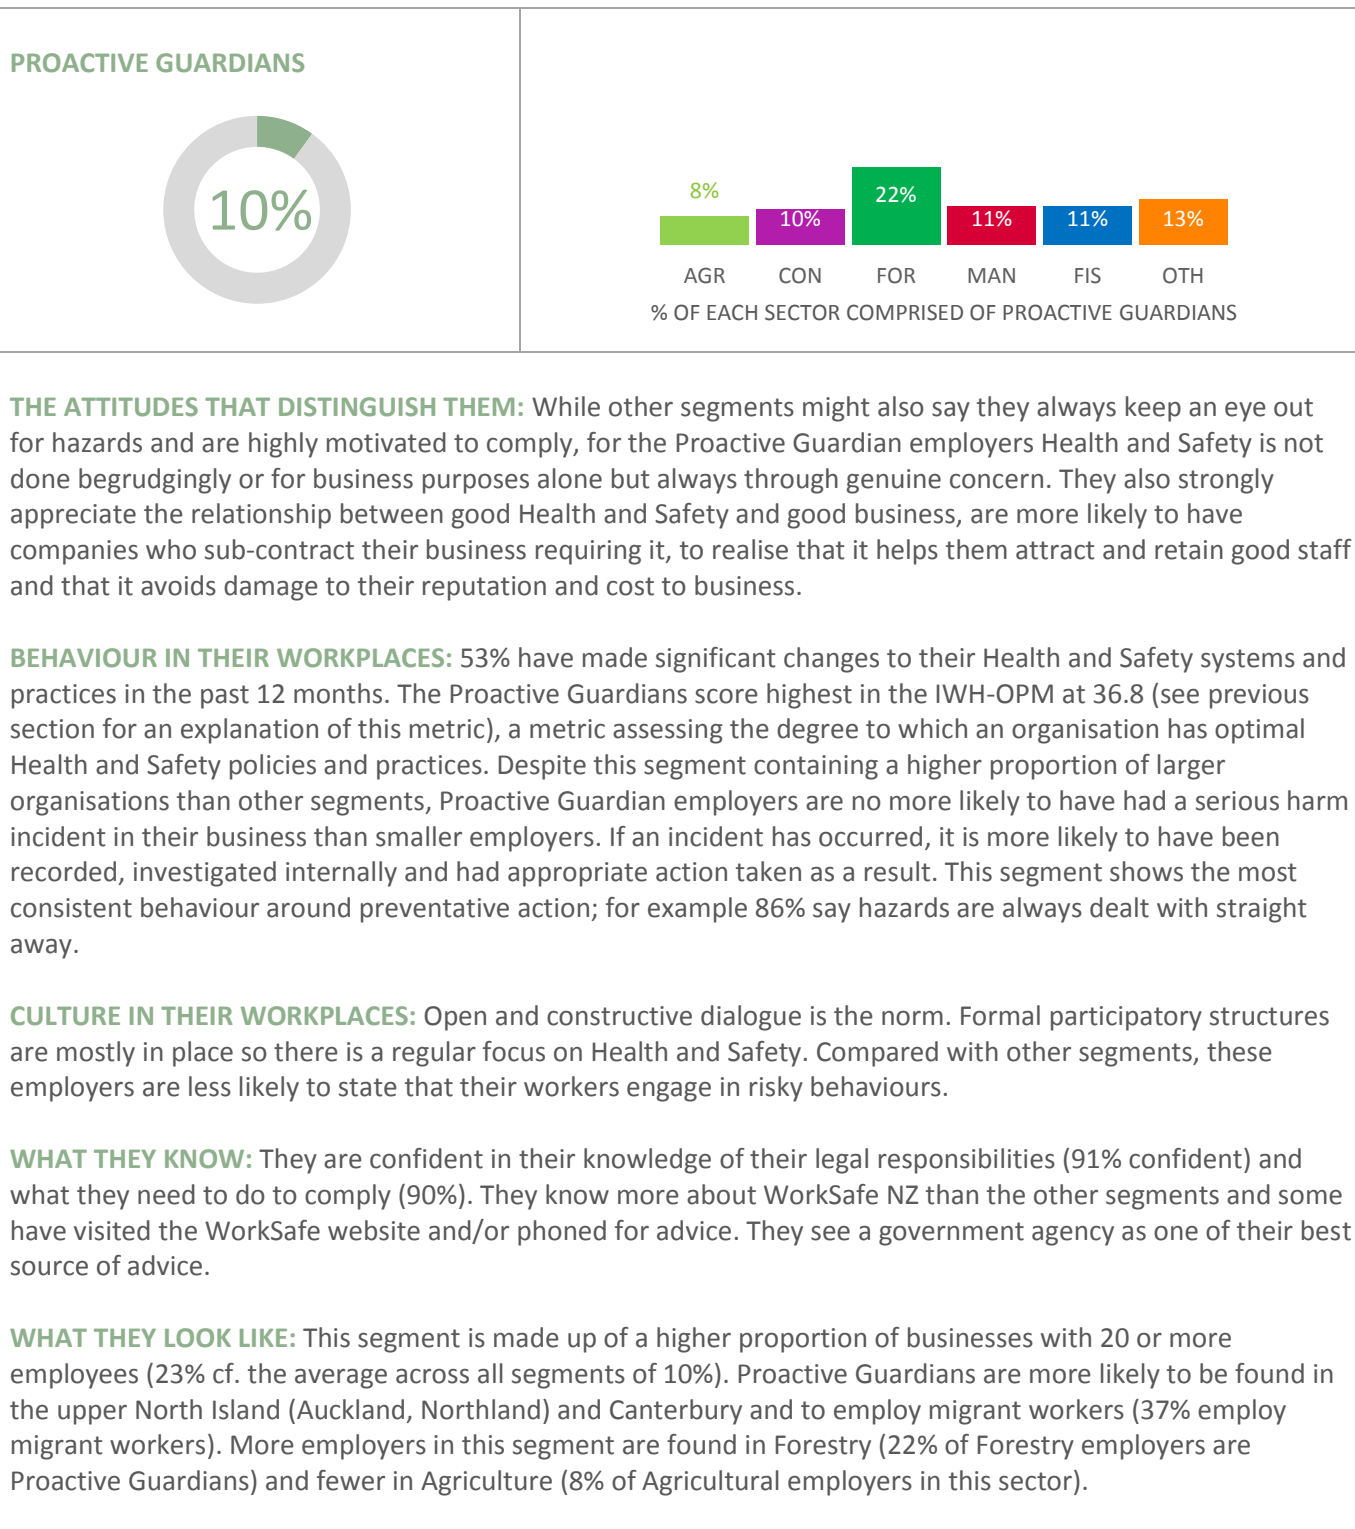 PROACTIVE GUARDIANS
10%
8%
10%
22%
11%
11%
13%
AGR
CON
FOR
MAN
FIS
OTH
% OF EACH SECTOR COMPRISED OF PROACTIVE GUARDIANS
THE ATTITUDES THAT DISTINGUISH THEM: While other segments might also say they always keep an eye out
for hazards and are highly motivated to comply, for the Proactive Guardian employers Health and Safety is not
done begrudgingly or for business purposes alone but always through genuine concern. They also strongly
appreciate the relationship between good Health and Safety and good business, are more likely to have
companies who sub-contract their business requiring it, to realise that it helps them attract and retain good staff
and that it avoids damage to their reputation and cost to business.
BEHAVIOUR IN THEIR WORKPLACES: 53% have made significant changes to their Health and Safety systems and
practices in the past 12 months. The Proactive Guardians score highest in the IWH-OPM at 36.8 (see previous
section for an explanation of this metric), a metric assessing the degree to which an organisation has optimal
Health and Safety policies and practices. Despite this segment containing a higher proportion of larger
organisations than other segments, Proactive Guardian employers are no more likely to have had a serious harm
incident in their business than smaller employers. If an incident has occurred, it is more likely to have been
recorded, investigated internally and had appropriate action taken as a result. This segment shows the most
consistent behaviour around preventative action; for example 86% say hazards are always dealt with straight
away.
CULTURE IN THEIR WORKPLACES: Open and constructive dialogue is the norm. Formal participatory structures
are mostly in place so there is a regular focus on Health and Safety. Compared with other segments, these
employers are less likely to state that their workers engage in risky behaviours.
WHAT THEY KNOW: They are confident in their knowledge of their legal responsibilities (91% confident) and
what they need to do to comply (90%). They know more about WorkSafe NZ than the other segments and some
have visited the WorkSafe website and/or phoned for advice. They see a government agency as one of their best
source of advice.
WHAT THEY LOOK LIKE: This segment is made up of a higher proportion of businesses with 20 or more
employees (23% cf. the average across all segments of 10%). Proactive Guardians are more likely to be found in
the upper North Island (Auckland, Northland) and Canterbury and to employ migrant workers (37% employ
migrant workers). More employers in this segment are found in Forestry (22% of Forestry employers are
Proactive Guardians) and fewer in Agriculture (8% of Agricultural employers in this sector).